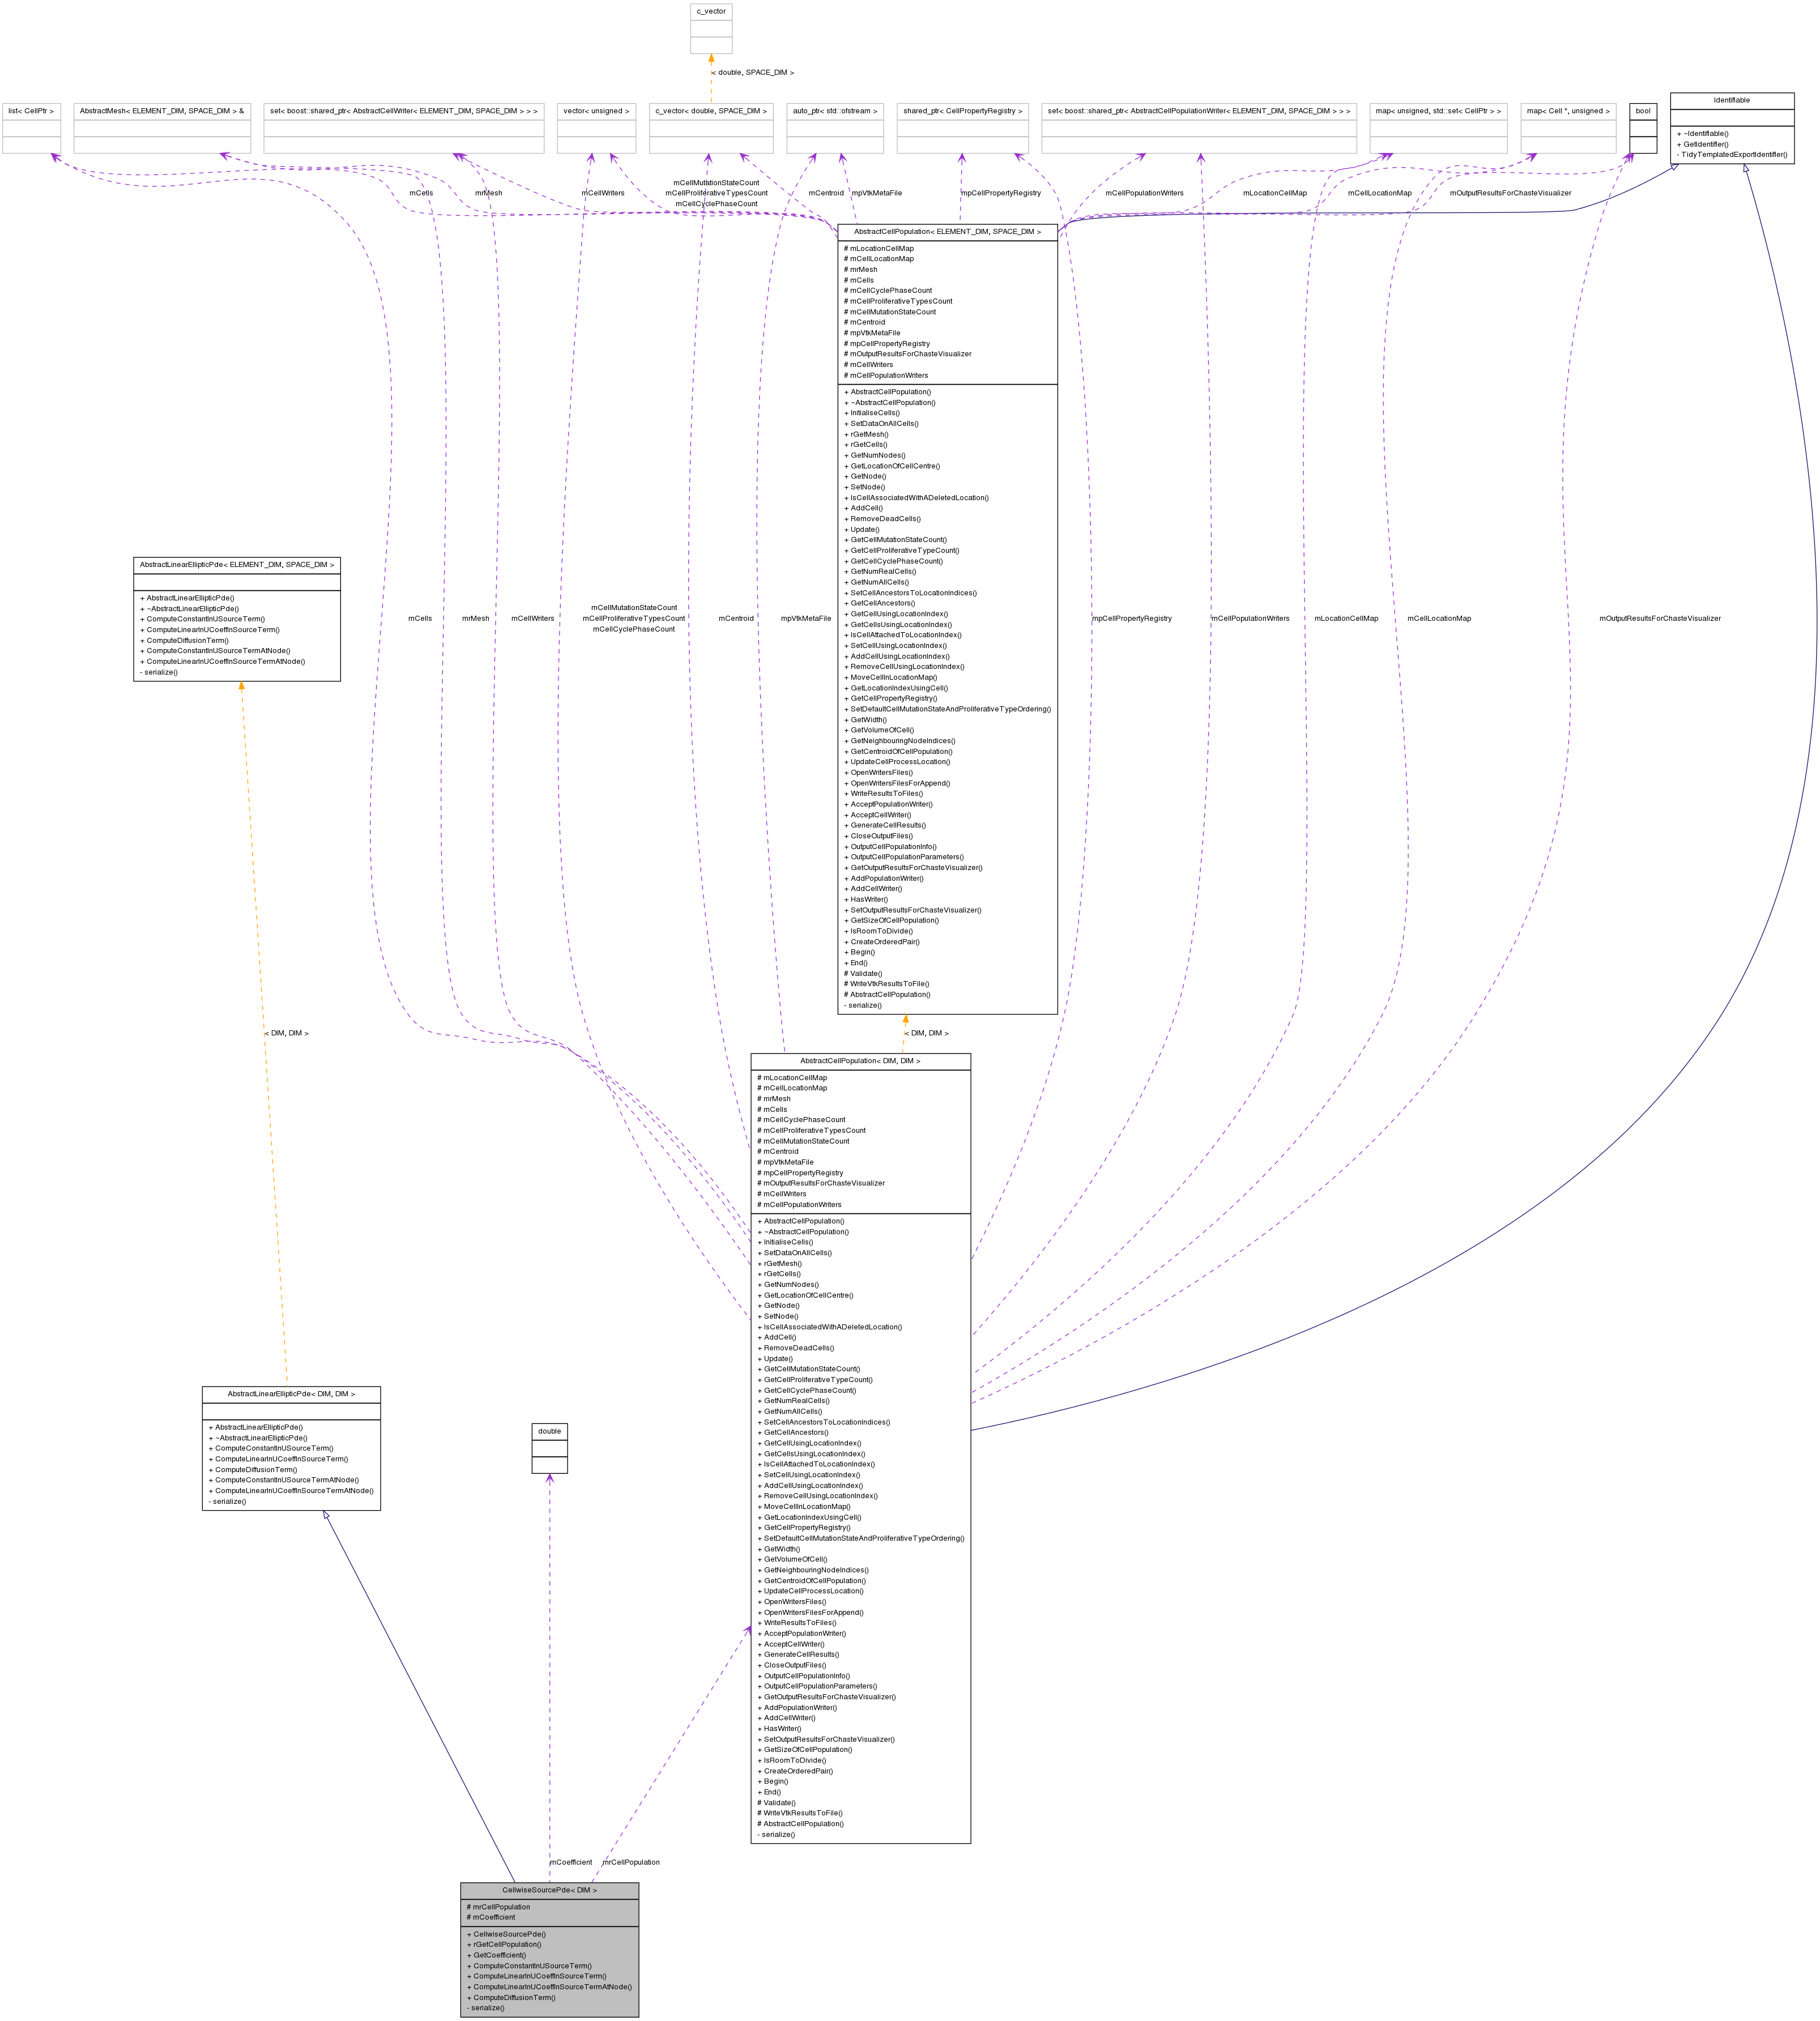 c_vector
< double, SPACE_DIM >
list< CellPtr >
AbstractMesh< ELEMENT_DIM, SPACE_DIM > &
set< boost::shared_ptr< AbstractCellWriter< ELEMENT_DIM, SPACE_DIM > > >
vector< unsigned >
c_vector< double, SPACE_DIM >
auto_ptr< std::ofstream >
shared_ptr< CellPropertyRegistry >
set< boost::shared_ptr< AbstractCellPopulationWriter< ELEMENT_DIM, SPACE_DIM > > >
map< unsigned, std::set< CellPtr > >
map< Cell *, unsigned >
bool
Identifiable
+ ~Identifiable()
+ GetIdentifier()
- TidyTemplatedExportIdentifier()
mCells
mrMesh
mCellWriters
mCellMutationStateCount
mCellProliferativeTypesCount
mCellCyclePhaseCount
mCentroid
mpVtkMetaFile
mpCellPropertyRegistry
mCellPopulationWriters
mLocationCellMap
mCellLocationMap
mOutputResultsForChasteVisualizer
AbstractCellPopulation< ELEMENT_DIM, SPACE_DIM >
# mLocationCellMap
# mCellLocationMap
# mrMesh
# mCells
# mCellCyclePhaseCount
# mCellProliferativeTypesCount
# mCellMutationStateCount
# mCentroid
# mpVtkMetaFile
# mpCellPropertyRegistry
# mOutputResultsForChasteVisualizer
# mCellWriters
# mCellPopulationWriters
+ AbstractCellPopulation()
+ ~AbstractCellPopulation()
+ InitialiseCells()
+ SetDataOnAllCells()
+ rGetMesh()
+ rGetCells()
+ GetNumNodes()
+ GetLocationOfCellCentre()
+ GetNode()
+ SetNode()
+ IsCellAssociatedWithADeletedLocation()
+ AddCell()
+ RemoveDeadCells()
+ Update()
+ GetCellMutationStateCount()
+ GetCellProliferativeTypeCount()
+ GetCellCyclePhaseCount()
+ GetNumRealCells()
+ GetNumAllCells()
+ SetCellAncestorsToLocationIndices()
+ GetCellAncestors()
+ GetCellUsingLocationIndex()
+ GetCellsUsingLocationIndex()
+ IsCellAttachedToLocationIndex()
+ SetCellUsingLocationIndex()
+ AddCellUsingLocationIndex()
+ RemoveCellUsingLocationIndex()
+ MoveCellInLocationMap()
+ GetLocationIndexUsingCell()
+ GetCellPropertyRegistry()
+ SetDefaultCellMutationStateAndProliferativeTypeOrdering()
+ GetWidth()
+ GetVolumeOfCell()
+ GetNeighbouringNodeIndices()
+ GetCentroidOfCellPopulation()
+ UpdateCellProcessLocation()
+ OpenWritersFiles()
+ OpenWritersFilesForAppend()
+ WriteResultsToFiles()
+ AcceptPopulationWriter()
+ AcceptCellWriter()
+ GenerateCellResults()
+ CloseOutputFiles()
+ OutputCellPopulationInfo()
+ OutputCellPopulationParameters()
+ GetOutputResultsForChasteVisualizer()
+ AddPopulationWriter()
+ AddCellWriter()
+ HasWriter()
+ SetOutputResultsForChasteVisualizer()
+ GetSizeOfCellPopulation()
+ IsRoomToDivide()
+ CreateOrderedPair()
+ Begin()
+ End()
# Validate()
# WriteVtkResultsToFile()
# AbstractCellPopulation()
- serialize()
AbstractLinearEllipticPde< ELEMENT_DIM, SPACE_DIM >
+ AbstractLinearEllipticPde()
+ ~AbstractLinearEllipticPde()
+ ComputeConstantInUSourceTerm()
+ ComputeLinearInUCoeffInSourceTerm()
+ ComputeDiffusionTerm()
+ ComputeConstantInUSourceTermAtNode()
+ ComputeLinearInUCoeffInSourceTermAtNode()
- serialize()
mCells
mrMesh
mCellWriters
mCellMutationStateCount
mCellProliferativeTypesCount
mCellCyclePhaseCount
mCentroid
mpVtkMetaFile
mpCellPropertyRegistry
mCellPopulationWriters
mLocationCellMap
mCellLocationMap
mOutputResultsForChasteVisualizer
< DIM, DIM >
< DIM, DIM >
AbstractCellPopulation< DIM, DIM >
# mLocationCellMap
# mCellLocationMap
# mrMesh
# mCells
# mCellCyclePhaseCount
# mCellProliferativeTypesCount
# mCellMutationStateCount
# mCentroid
# mpVtkMetaFile
# mpCellPropertyRegistry
# mOutputResultsForChasteVisualizer
# mCellWriters
# mCellPopulationWriters
+ AbstractCellPopulation()
+ ~AbstractCellPopulation()
+ InitialiseCells()
+ SetDataOnAllCells()
+ rGetMesh()
+ rGetCells()
+ GetNumNodes()
+ GetLocationOfCellCentre()
+ GetNode()
+ SetNode()
+ IsCellAssociatedWithADeletedLocation()
+ AddCell()
+ RemoveDeadCells()
+ Update()
+ GetCellMutationStateCount()
+ GetCellProliferativeTypeCount()
+ GetCellCyclePhaseCount()
+ GetNumRealCells()
+ GetNumAllCells()
+ SetCellAncestorsToLocationIndices()
+ GetCellAncestors()
+ GetCellUsingLocationIndex()
+ GetCellsUsingLocationIndex()
+ IsCellAttachedToLocationIndex()
+ SetCellUsingLocationIndex()
+ AddCellUsingLocationIndex()
+ RemoveCellUsingLocationIndex()
+ MoveCellInLocationMap()
+ GetLocationIndexUsingCell()
+ GetCellPropertyRegistry()
+ SetDefaultCellMutationStateAndProliferativeTypeOrdering()
+ GetWidth()
+ GetVolumeOfCell()
+ GetNeighbouringNodeIndices()
+ GetCentroidOfCellPopulation()
+ UpdateCellProcessLocation()
+ OpenWritersFiles()
+ OpenWritersFilesForAppend()
+ WriteResultsToFiles()
+ AcceptPopulationWriter()
+ AcceptCellWriter()
+ GenerateCellResults()
+ CloseOutputFiles()
+ OutputCellPopulationInfo()
+ OutputCellPopulationParameters()
+ GetOutputResultsForChasteVisualizer()
+ AddPopulationWriter()
+ AddCellWriter()
+ HasWriter()
+ SetOutputResultsForChasteVisualizer()
+ GetSizeOfCellPopulation()
+ IsRoomToDivide()
+ CreateOrderedPair()
+ Begin()
+ End()
# Validate()
# WriteVtkResultsToFile()
# AbstractCellPopulation()
- serialize()
AbstractLinearEllipticPde< DIM, DIM >
+ AbstractLinearEllipticPde()
+ ~AbstractLinearEllipticPde()
+ ComputeConstantInUSourceTerm()
+ ComputeLinearInUCoeffInSourceTerm()
+ ComputeDiffusionTerm()
+ ComputeConstantInUSourceTermAtNode()
+ ComputeLinearInUCoeffInSourceTermAtNode()
- serialize()
double
mCoefficient
mrCellPopulation
CellwiseSourcePde< DIM >
# mrCellPopulation
# mCoefficient
+ CellwiseSourcePde()
+ rGetCellPopulation()
+ GetCoefficient()
+ ComputeConstantInUSourceTerm()
+ ComputeLinearInUCoeffInSourceTerm()
+ ComputeLinearInUCoeffInSourceTermAtNode()
+ ComputeDiffusionTerm()
- serialize()